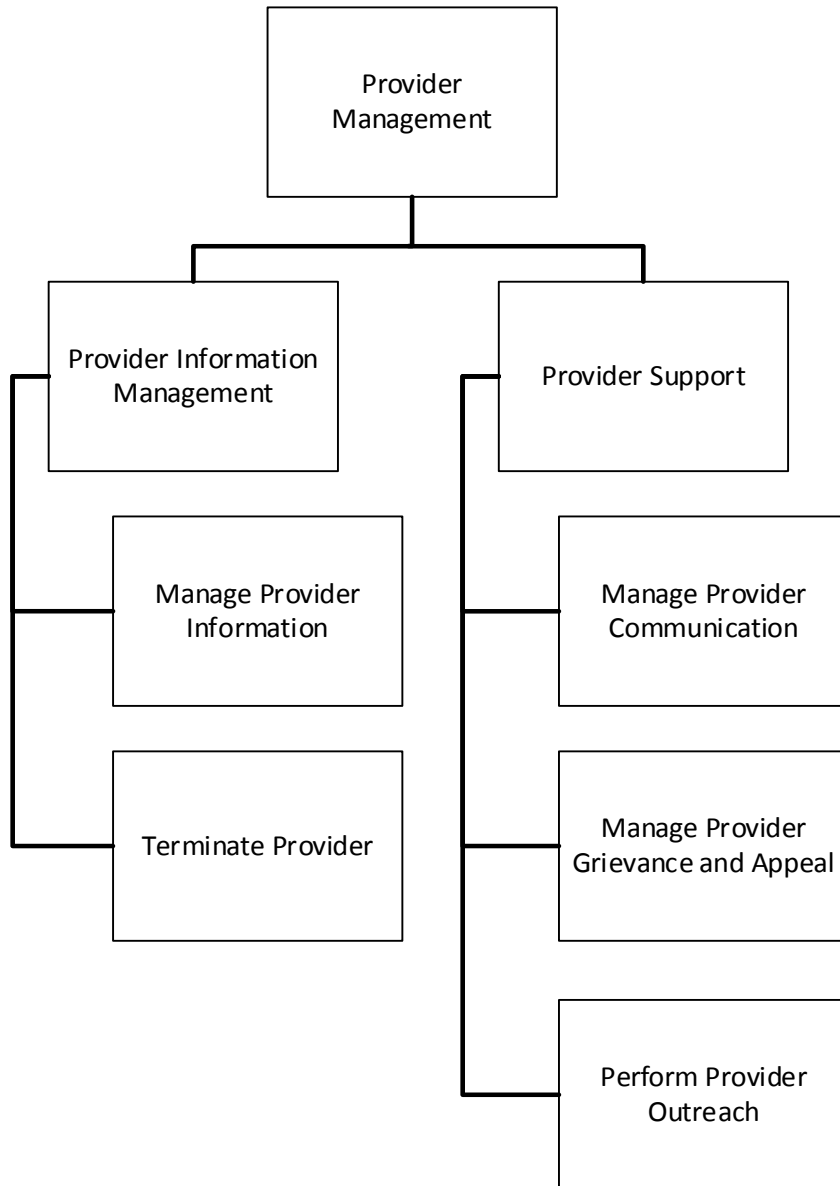 Provider
Management
Provider Information
Management
Provider Support
Manage Provider
Information
Manage Provider
Communication
Terminate Provider
Manage Provider
Grievance and Appeal
Perform Provider
Outreach